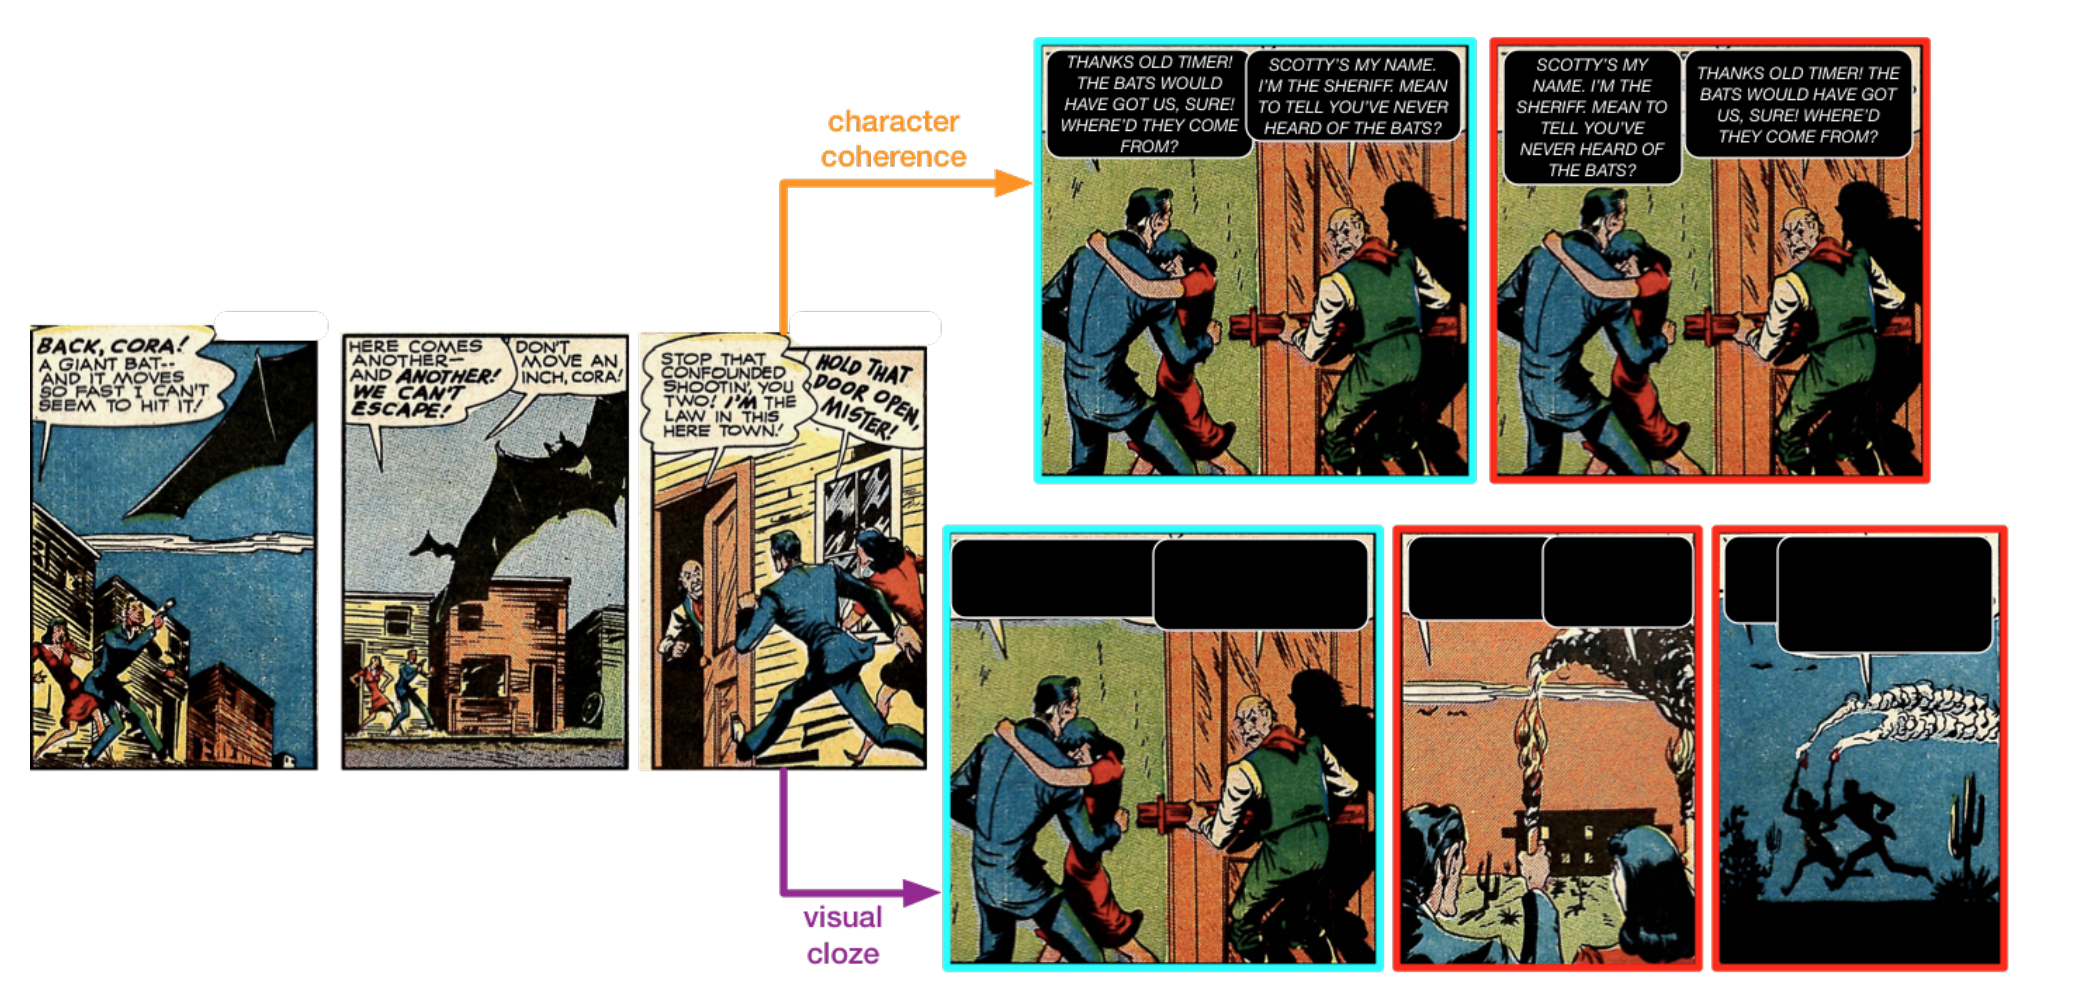 BACK, CORA!
A GIANT BAT--
AND IT MOVES
SO FAST I CAN'T
SEEM TO HIT IT!
HERE COMES
ANOTHER—
AND ANOTHER!
WE CAN'T
ESCAPE!
DON'T
MOVE AN
INCH, CORA!
STOP THAT
CONFOUNDED
SHOOTIN', YOU
TWO! I'M THE
LAW IN THIS
HERE TOWN!
HOLD THAT
DOOR OPEN,
MISTER!
character
coherence
THANKS OLD TIMER!
THE BATS WOULD
HAVE GOT US, SURE!
WHERE'D THEY COME
FROM?
SCOTTY'S MY NAME.
I'M THE SHERIFF. MEAN
TO TELL YOU'VE NEVER
HEARD OF THE BATS?
SCOTTY'S MY
NAME. I'M THE
SHERIFF. MEAN TO
TELL YOU'VE
NEVER HEARD OF
THE BATS?
THANKS OLD TIMER! THE
BATS WOULD HAVE GOT
US, SURE! WHERE'D
THEY COME FROM?
visual
cloze